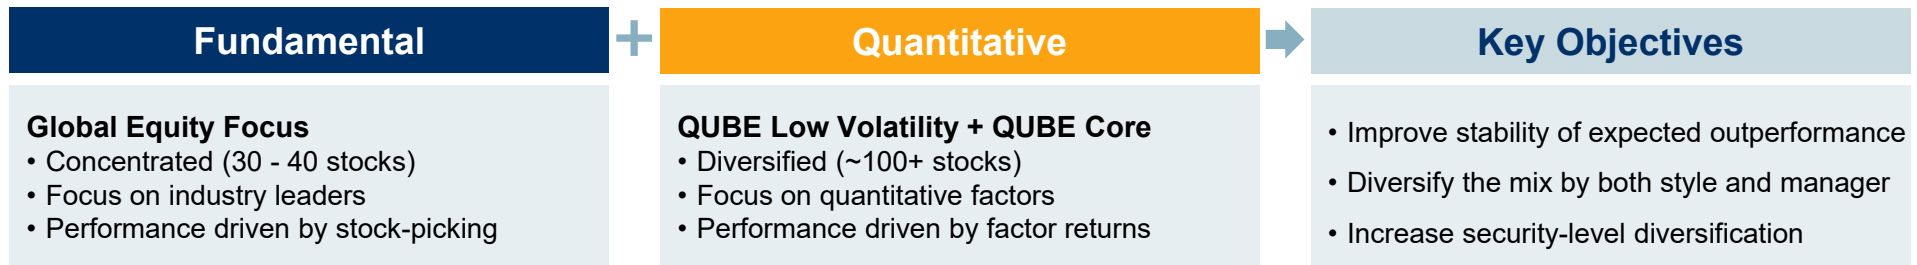 Fundamental
Global Equity Focus
• Concentrated (30 - 40 stocks)
• Focus on industry leaders
• Performance driven by stock-picking
+
Quantitative
QUBE Low Volatility + QUBE Core
• Diversified (~100+ stocks)
• Focus on quantitative factors
• Performance driven by factor returns
Key Objectives
• Improve stability of expected outperformance
• Diversify the mix by both style and manager
• Increase security-level diversification